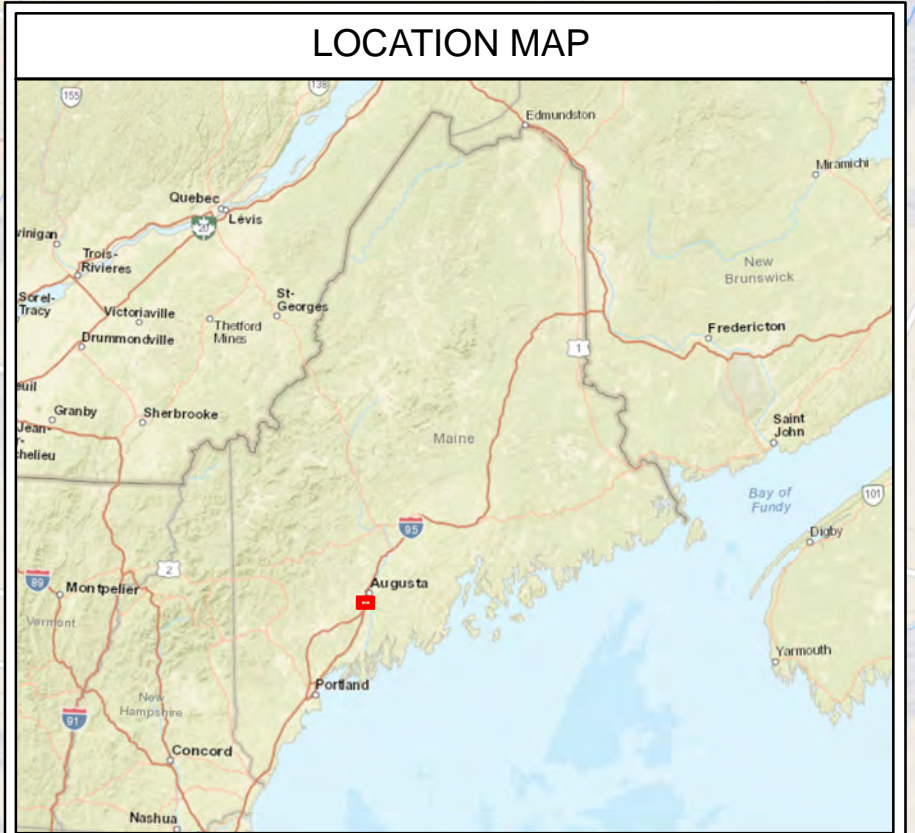 LOCATION MAP
155
138
Edmundston
Miramichi
Quebec
Lévis
20
vinigan
Trois-
Rivieres
New
Brunswick
Sorel-
Tracy
Victoriaville
St-
Georges
Thetford
Mines
Drummondville
Fredericton
1
euil
Granby
Sherbrooke
Jean-
r-
chelieu
Maine
Saint
John
Bay of
Fundy
101
95
Digby
2
89
Montpelier
Augusta
Vermont
Yarmouth
Portland
New
Hampshire
91
Concord
Nashua